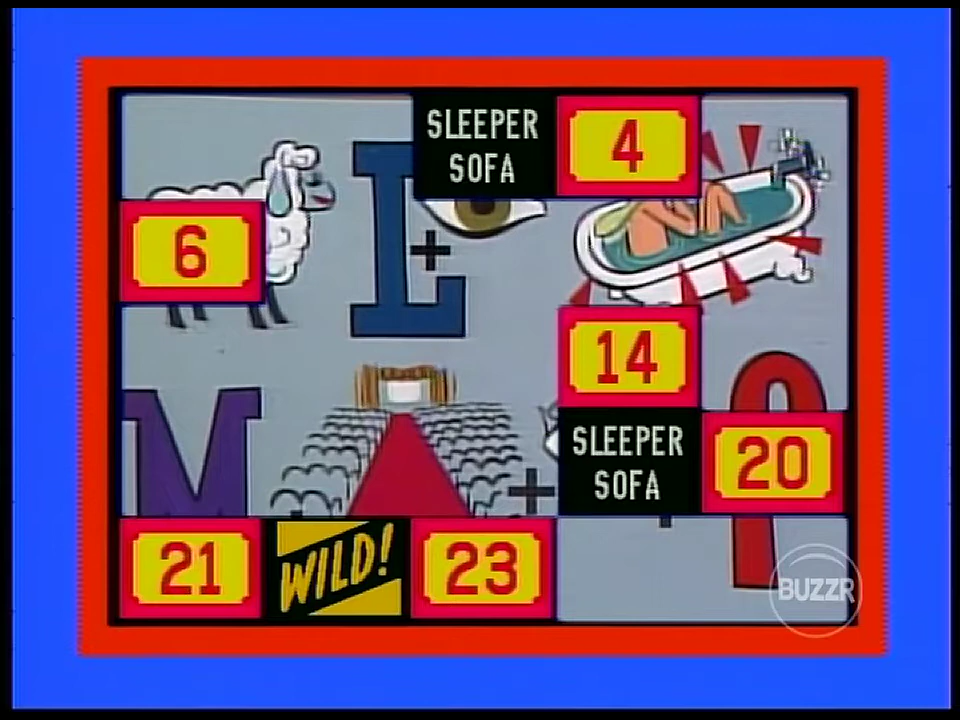 SLEEPER
SOFA
4
6
L
+
14
M
+
SLEEPER
SOFA
20
21
WILD!
23
BUZZR